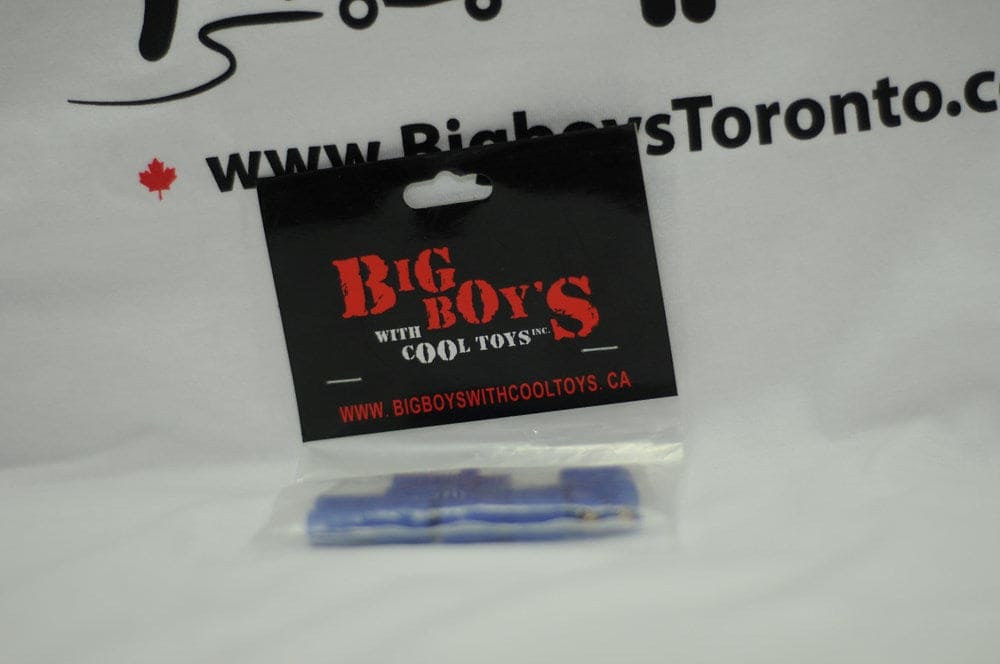 www.BigboysToronto.c
BIG
BOY'S
WITH
COOL TOYS INC.
WWW.BIGBOYSWITHCOOLTOYS.CA